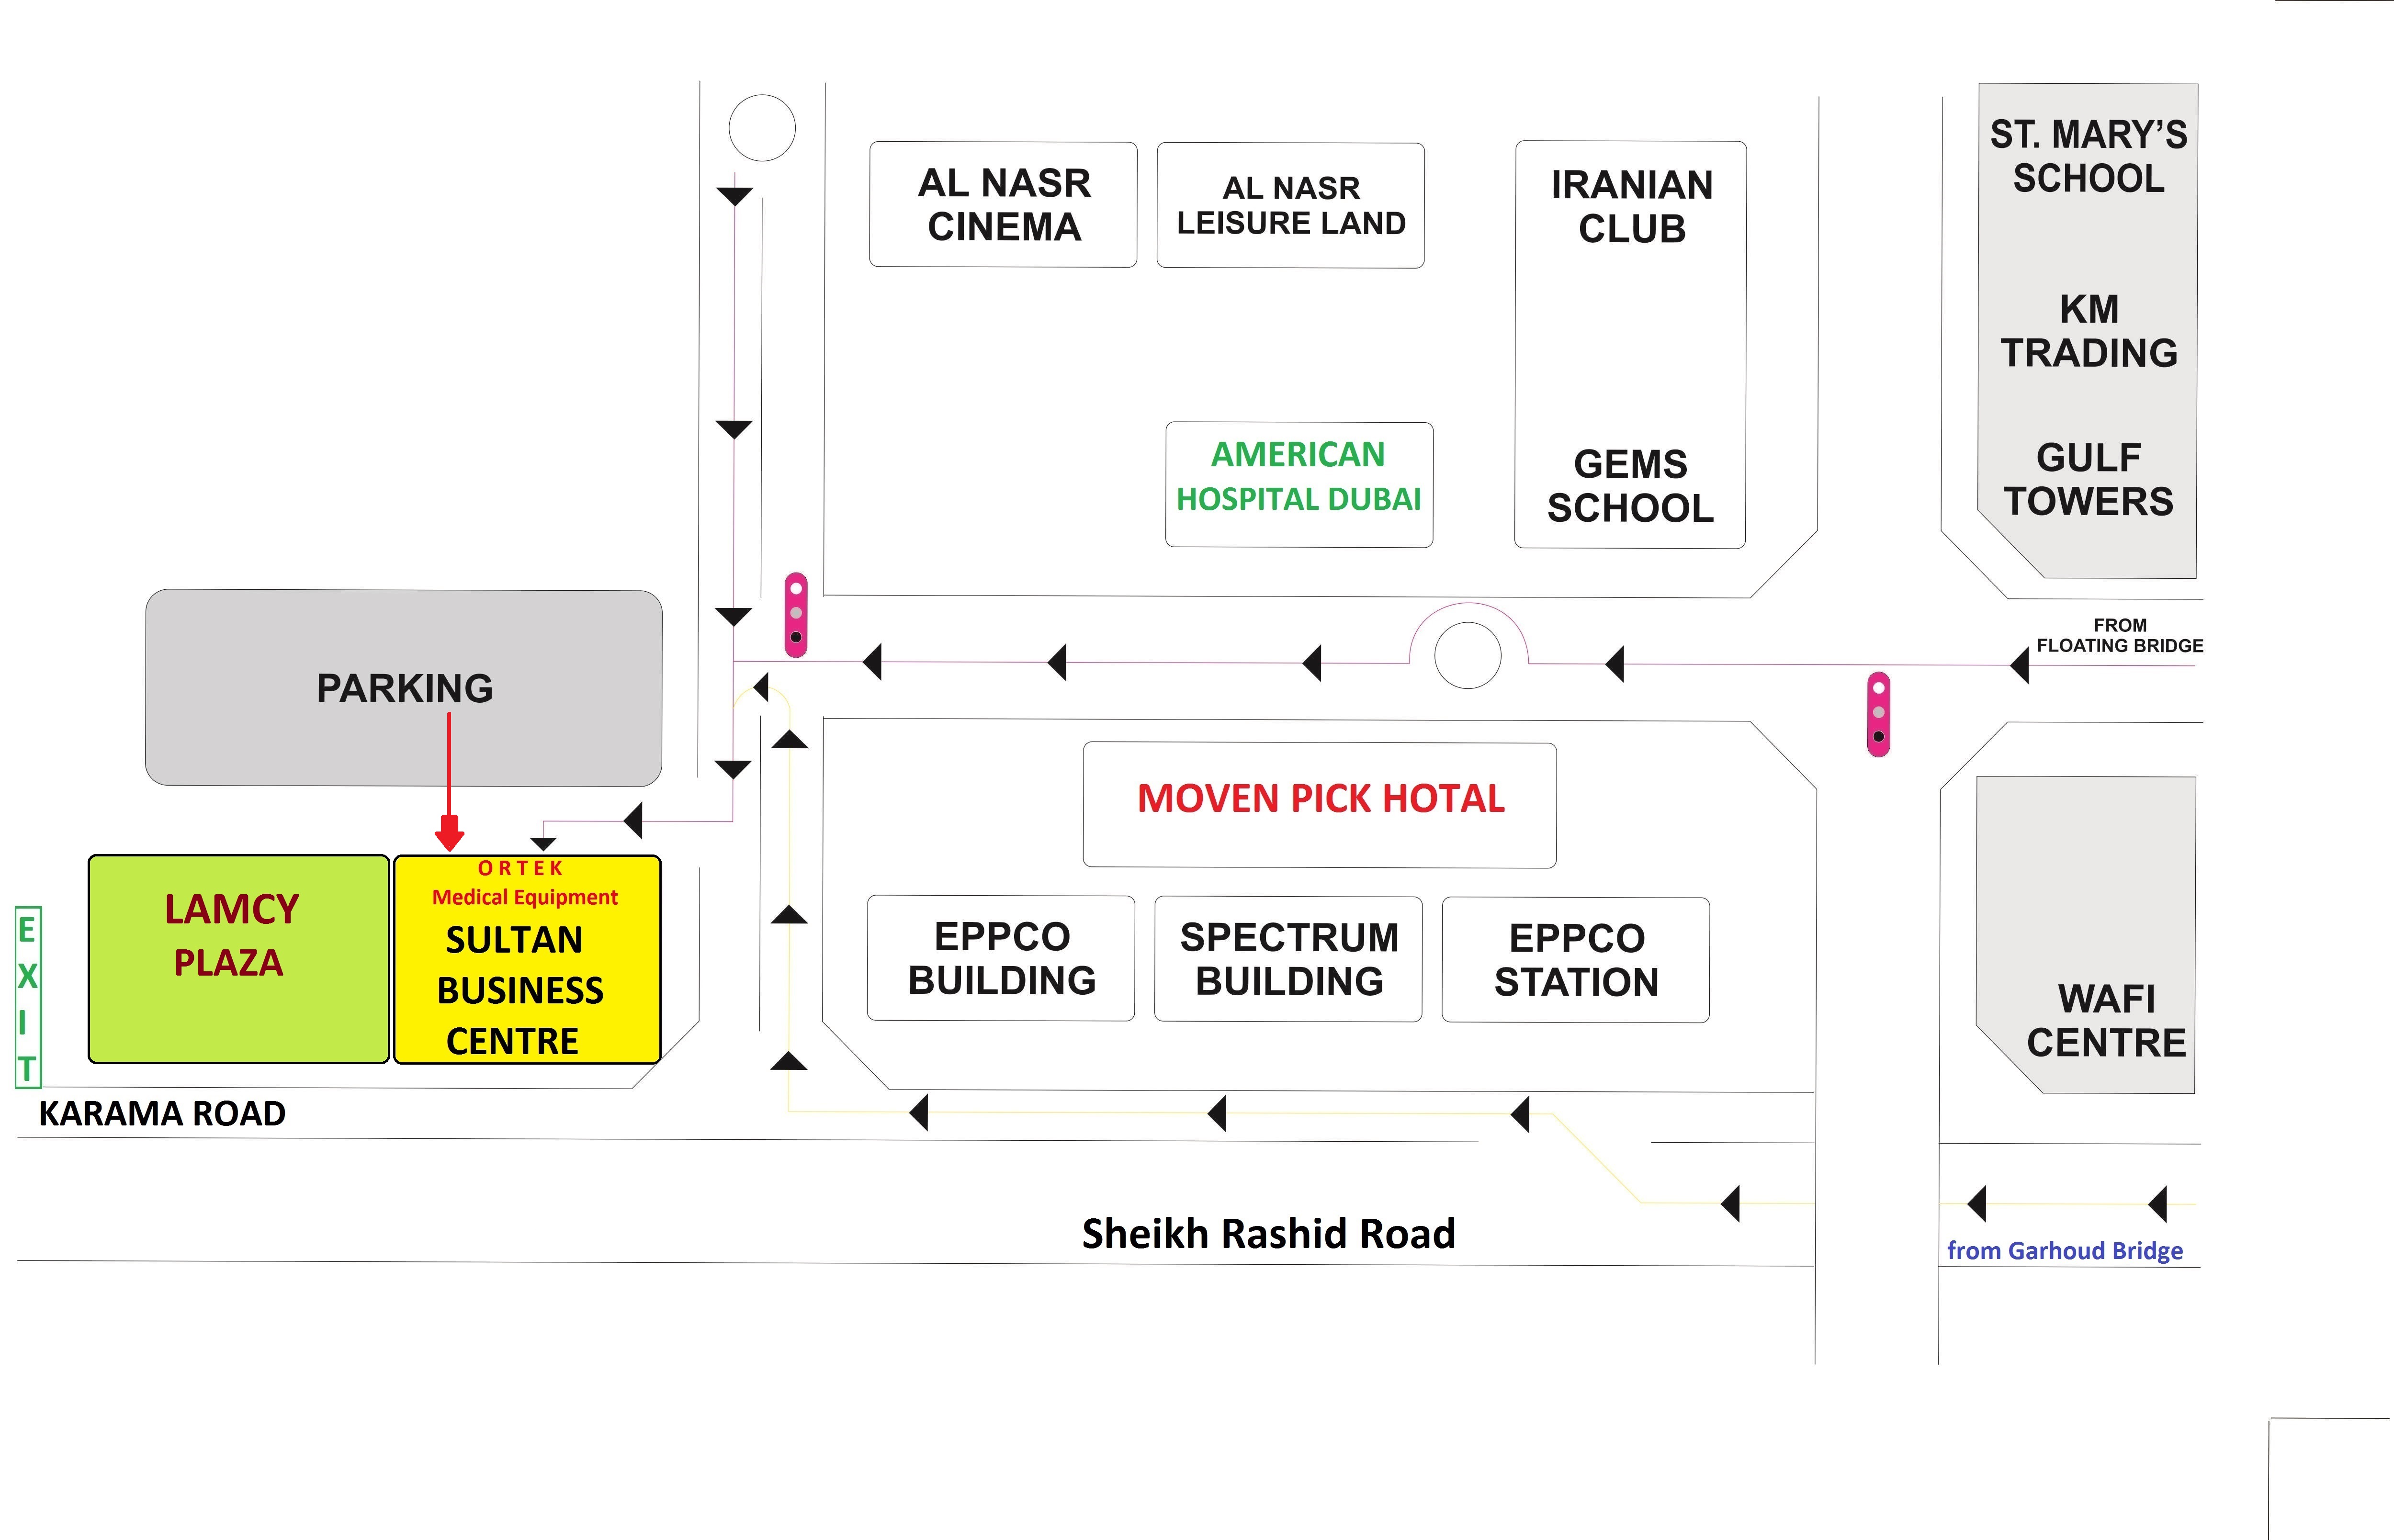 AL NASR
CINEMA
AL NASR
LEISURE LAND
IRANIAN
CLUB
ST. MARY’S
SCHOOL
KM
TRADING
GULF
TOWERS
AMERICAN
HOSPITAL DUBAI
GEMS
SCHOOL
FROM
FLOATING BRIDGE
PARKING
MOVEN PICK HOTAL
LAMCY
PLAZA
ORTEK
Medical Equipment
SULTAN
BUSINESS
CENTRE
EPPCO
BUILDING
SPECTRUM
BUILDING
EPPCO
STATION
WAFI
CENTRE
EXIT
KARAMA ROAD
Sheikh Rashid Road
from Garhoud Bridge